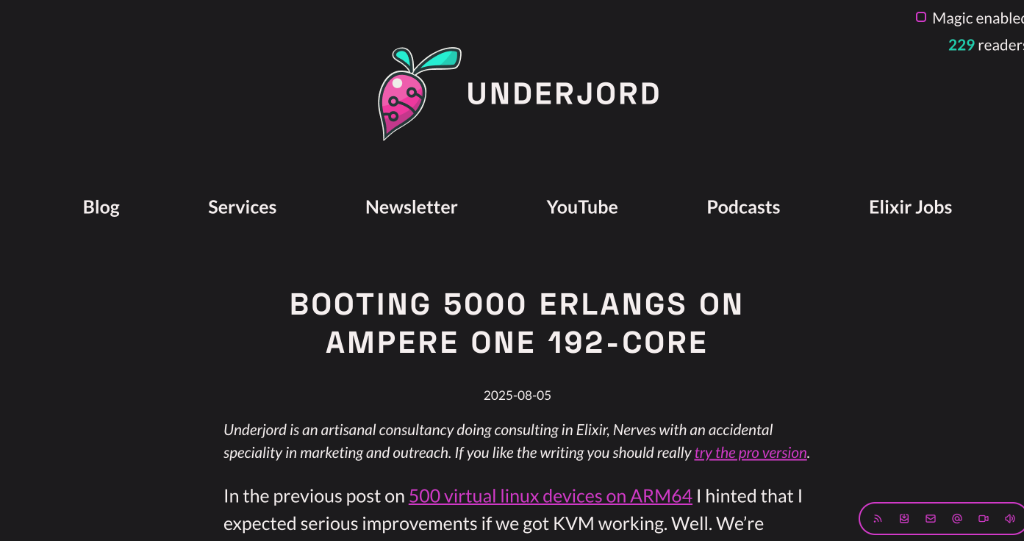 Magic enabled
229 readers
UNDERJORD
Blog Services Newsletter YouTube Podcasts Elixir Jobs
BOOTING 5000 ERLANGS ON
AMPERE ONE 192-CORE
2025-08-05
Underjord is an artisanal consultancy doing consulting in Elixir, Nerves with an accidental
speciality in marketing and outreach. If you like the writing you should really try the pro version.
In the previous post on 500 virtual linux devices on ARM64 I hinted that I
expected serious improvements if we got KVM working. Well. We’re